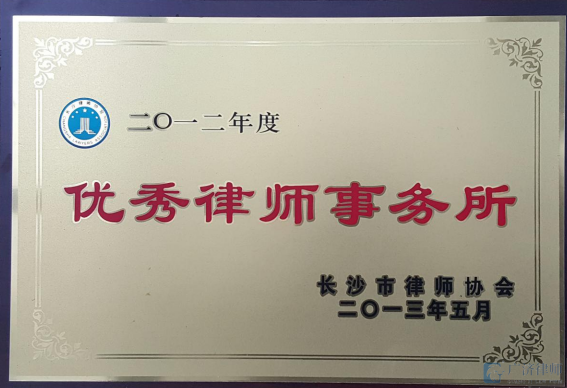 二〇一二年度
优秀律师事务所
长沙市律师协会
二〇一三年五月